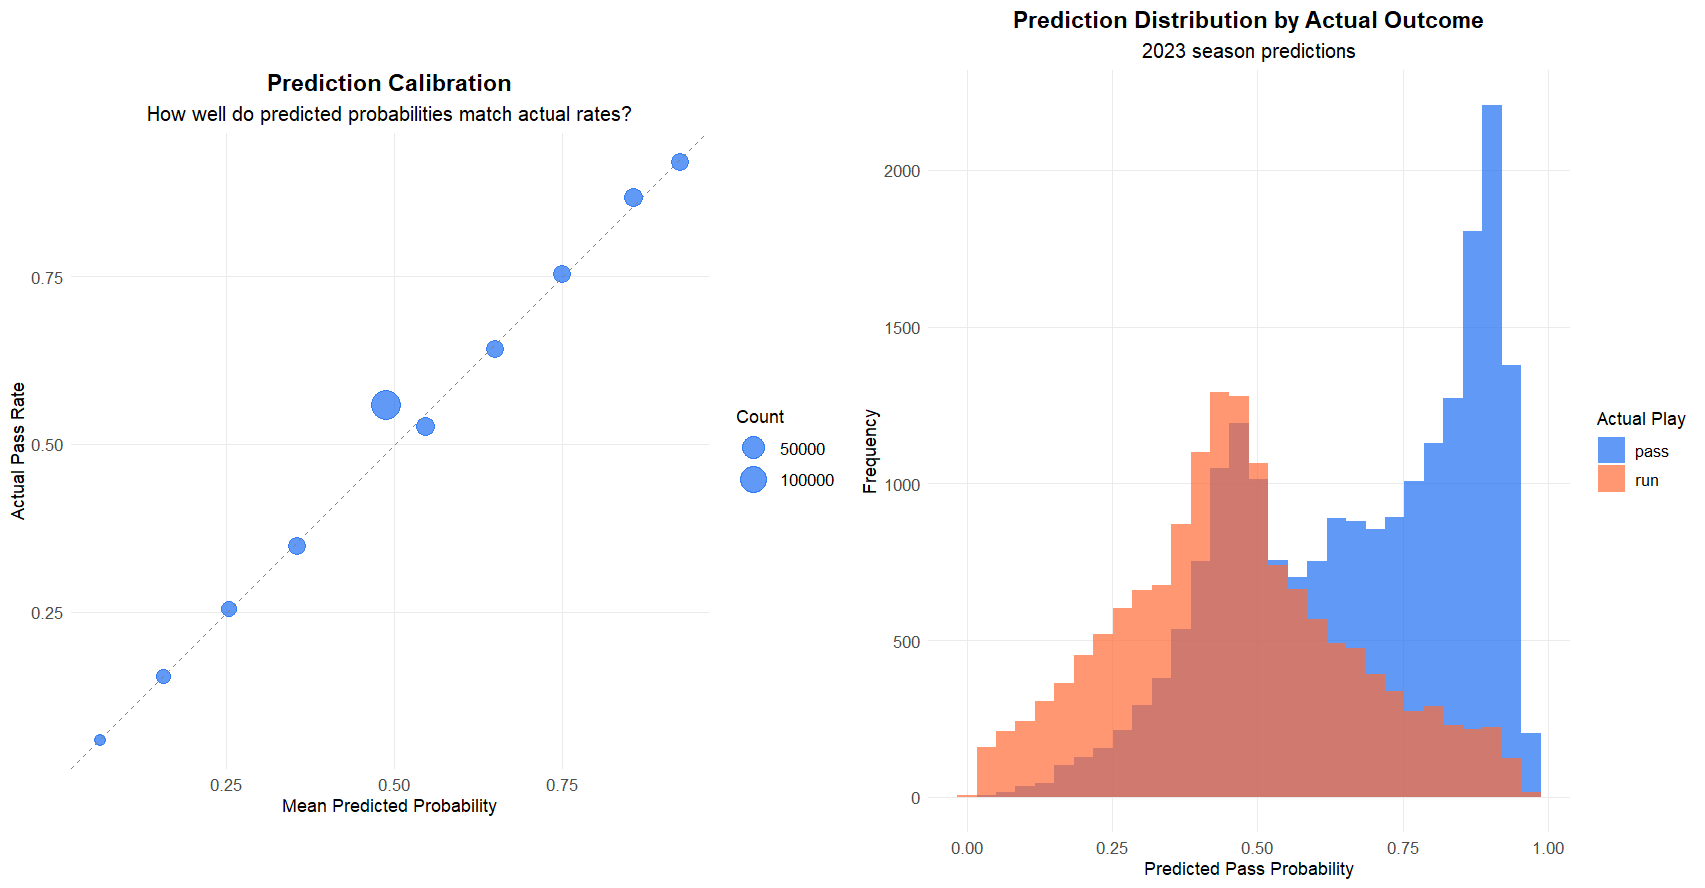 Prediction Calibration
How well do predicted probabilities match actual rates?
Actual Pass Rate
0.75
0.50
0.25
0.25
0.50
0.75
Mean Predicted Probability
Count
50000
100000
Prediction Distribution by Actual Outcome
2023 season predictions
Frequency
2000
1500
1000
500
0
0.00
0.25
0.50
0.75
1.00
Predicted Pass Probability
Actual Play
pass
run